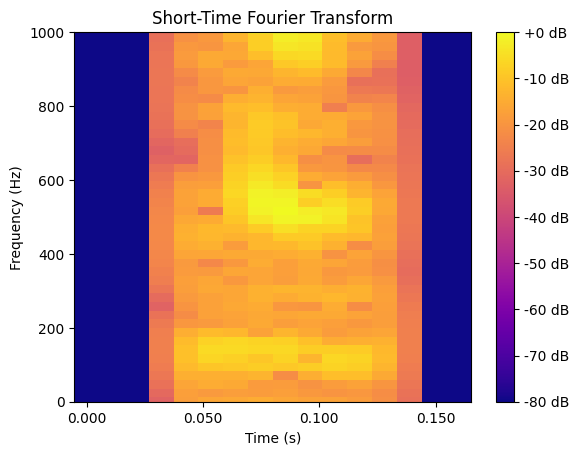 Short-Time Fourier Transform
1000
800
600
400
200
0
Frequency (Hz)
0.000
0.050
0.100
0.150
Time (s)
+0 dB
-10 dB
-20 dB
-30 dB
-40 dB
-50 dB
-60 dB
-70 dB
-80 dB